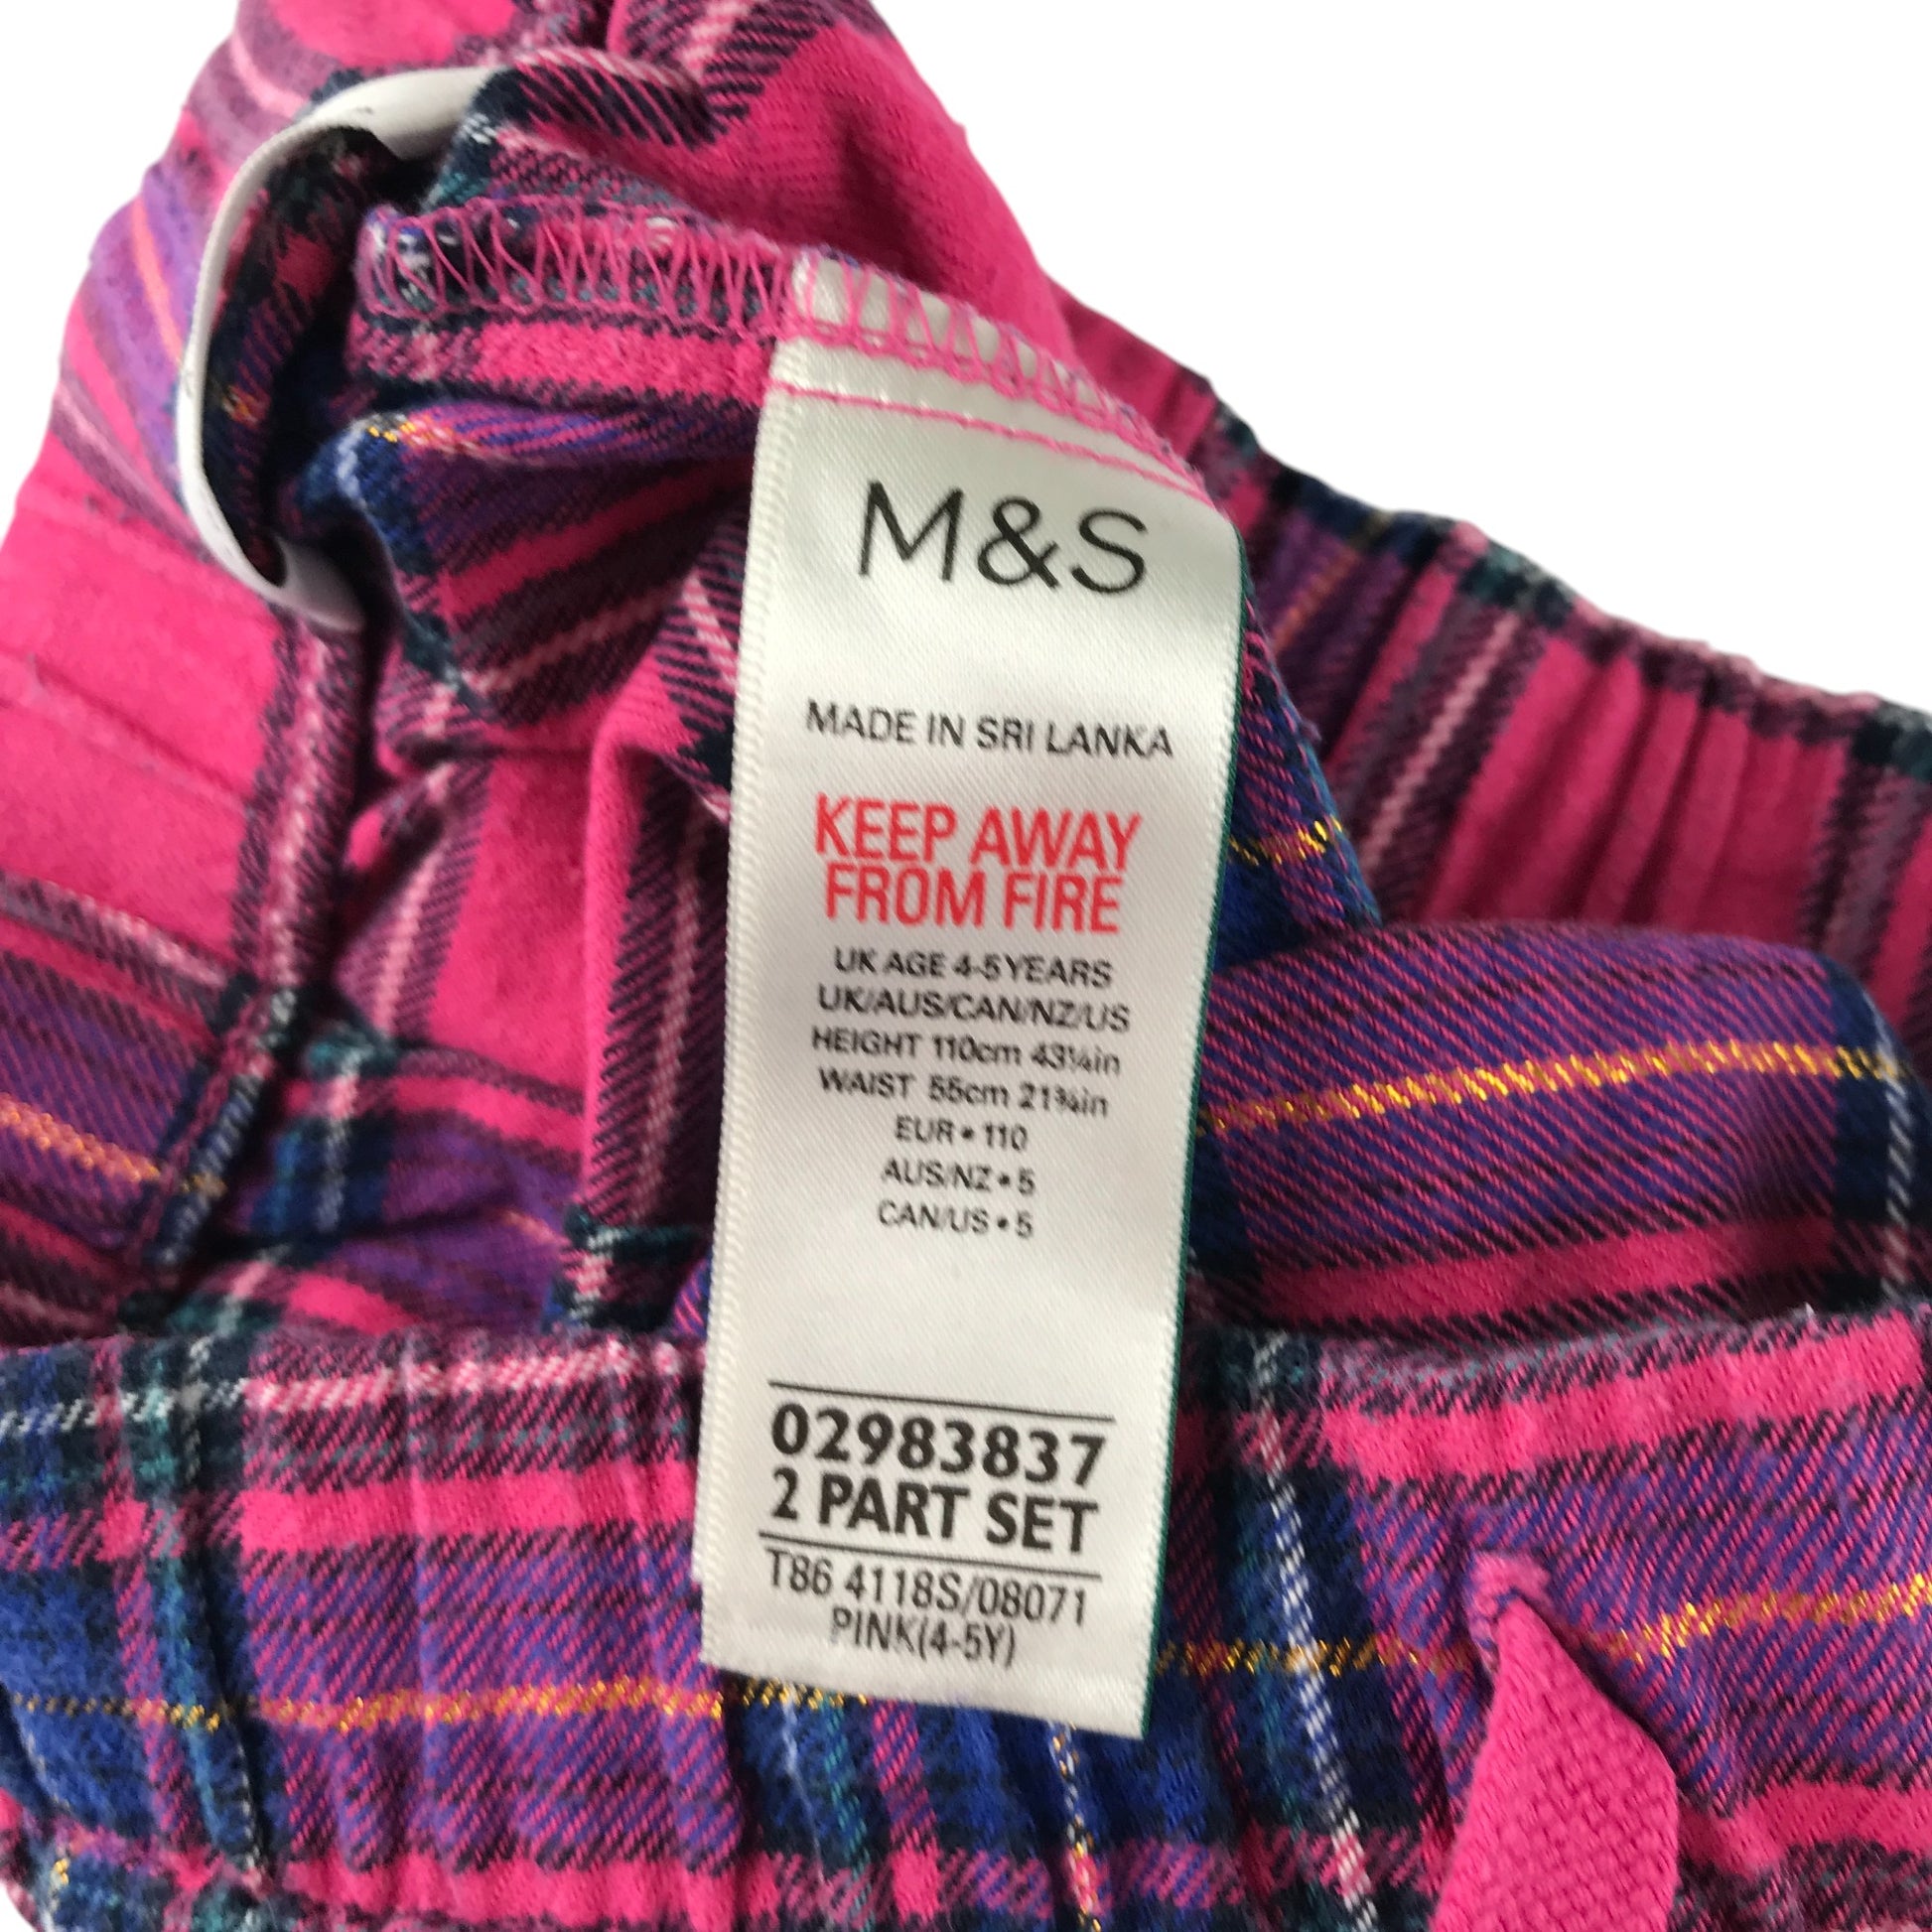 M&S
MADE IN SRI LANKA
KEEP AWAY
FROM FIRE
UK AGE 4-5 YEARS
UK/AUS/CAN/NZ/US
HEIGHT 110cm 43¼in
WAIST 55cm 21¾in
EUR • 110
AUS/NZ • 5
CAN/US • 5
02983837
2 PART SET
T86 4118S/08071
PINK(4-5Y)